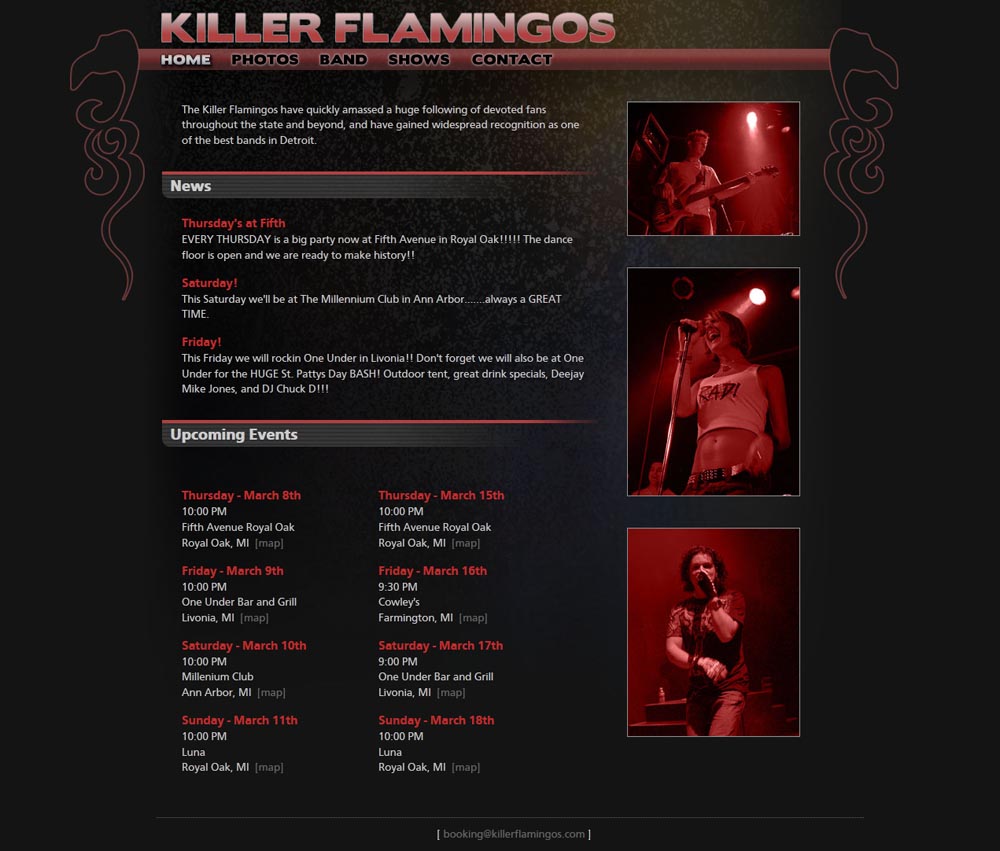 KILLER FLAMINGOS
HOME PHOTOS BAND SHOWS CONTACT
The Killer Flamingos have quickly amassed a huge following of devoted fans
throughout the state and beyond, and have gained widespread recognition as one
of the best bands in Detroit.
News
Thursday's at Fifth
EVERY THURSDAY is a big party now at Fifth Avenue in Royal Oak!!!!! The dance
floor is open and we are ready to make history!!
Saturday!
This Saturday we'll be at The Millennium Club in Ann Arbor.......always a GREAT
TIME.
Friday!
This Friday we will rockin One Under in Livonia!! Don't forget we will also be at One
Under for the HUGE St. Pattys Day BASH! Outdoor tent, great drink specials, Deejay
Mike Jones, and DJ Chuck D!!!
Upcoming Events
Thursday - March 8th
10:00 PM
Fifth Avenue Royal Oak
Royal Oak, MI [map]
Friday - March 9th
10:00 PM
One Under Bar and Grill
Livonia, MI [map]
Saturday - March 10th
10:00 PM
Millenium Club
Ann Arbor, MI [map]
Sunday - March 11th
10:00 PM
Luna
Royal Oak, MI [map]
Thursday - March 15th
10:00 PM
Fifth Avenue Royal Oak
Royal Oak, MI [map]
Friday - March 16th
9:30 PM
Cowley's
Farmington, MI [map]
Saturday - March 17th
9:00 PM
One Under Bar and Grill
Livonia, MI [map]
Sunday - March 18th
10:00 PM
Luna
Royal Oak, MI [map]
RADI
[ booking@killerflamingos.com ]